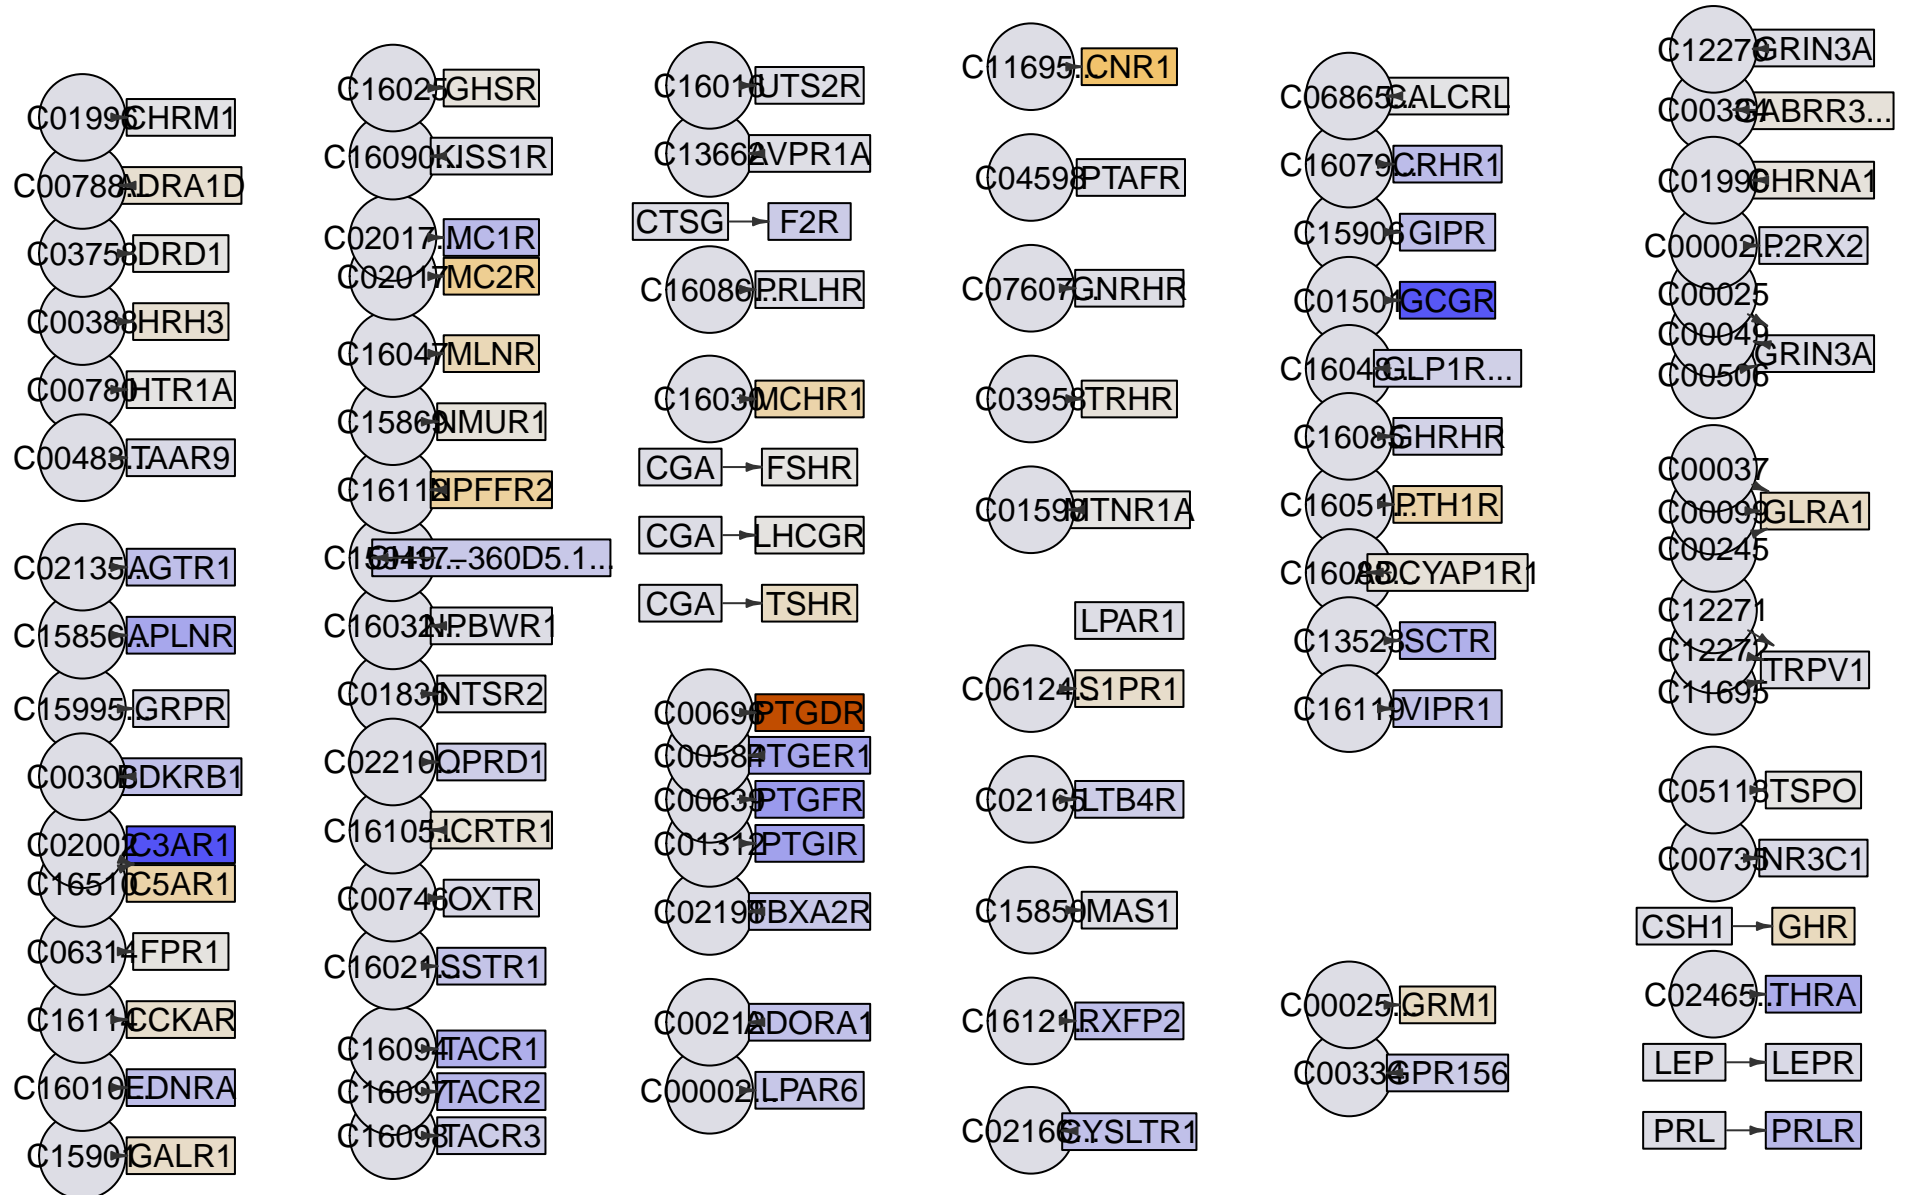 C01996 CHRM1
C00788... ADRA1D
C03758 DRD1
C00388 HRH3
C00780 HTR1A
C00483... TAAR9
C02135... AGTR1
C15856... APLNR
C15995... GRPR
C00306 BDKRB1
C02002 C3AR1
C16510 C5AR1
C06314 FPR1
C16114 CCKAR
C16010 EDNRA
C15901 GALR1
C16025 GHSR
C16090... KISS1R
C02017... MC1R
C02017 MC2R
C16047 MLNR
C15869 NMUR1
C16118 NPFFR2
C16032... NPBWR1
C01836 NTSR2
C02210... OPRD1
C16105... HCRTR1
C00746 OXTR
C16021... SSTR1
C16094 TACR1
C16097 TACR2
C16098 TACR3
C16016 UTS2R
C13662 AVPR1A
CTSG F2R
C16086... PRLHR
C16030 MCHR1
CGA FSHR
CGA LHCGR
CGA TSHR
C00696 PTGDR
C00584 PTGER1
C00639 PTGFR
C01312 PTGIR
C02198 TBXA2R
C00212 ADORA1
C00002... LPAR6
C11695... CNR1
C04598 PTAFR
C07607... GNRHR
C03958 TRHR
C01598 MTNR1A
LPAR1
C06124... S1PR1
C02165 LTB4R
C15850 MAS1
C16121... RXFP2
C02166... CYSLTR1
C06865... CALCRL
C16079... CRHR1
C15906 GIPR
C01501 GCGR
C16048... GLP1R...
C16085 GHRHR
C16051... PTH1R
C16088... ADCYAP1R1
C13523 SCTR
C16119 VIPR1
C00025... GRM1
C00334 GPR156
C12270 GRIN3A
C00334 GABRR3...
C01996 CHRNA1
C00002... P2RX2
C00025
C00049
GRIN3A
C00506
C00037
C00099 GLRA1
C00245
C12271
C12272 TRPV1
C11695
C05113 TSPO
C00735 NR3C1
CSH1 GHR
C02465... THRA
LEP LEPR
PRL PRLR